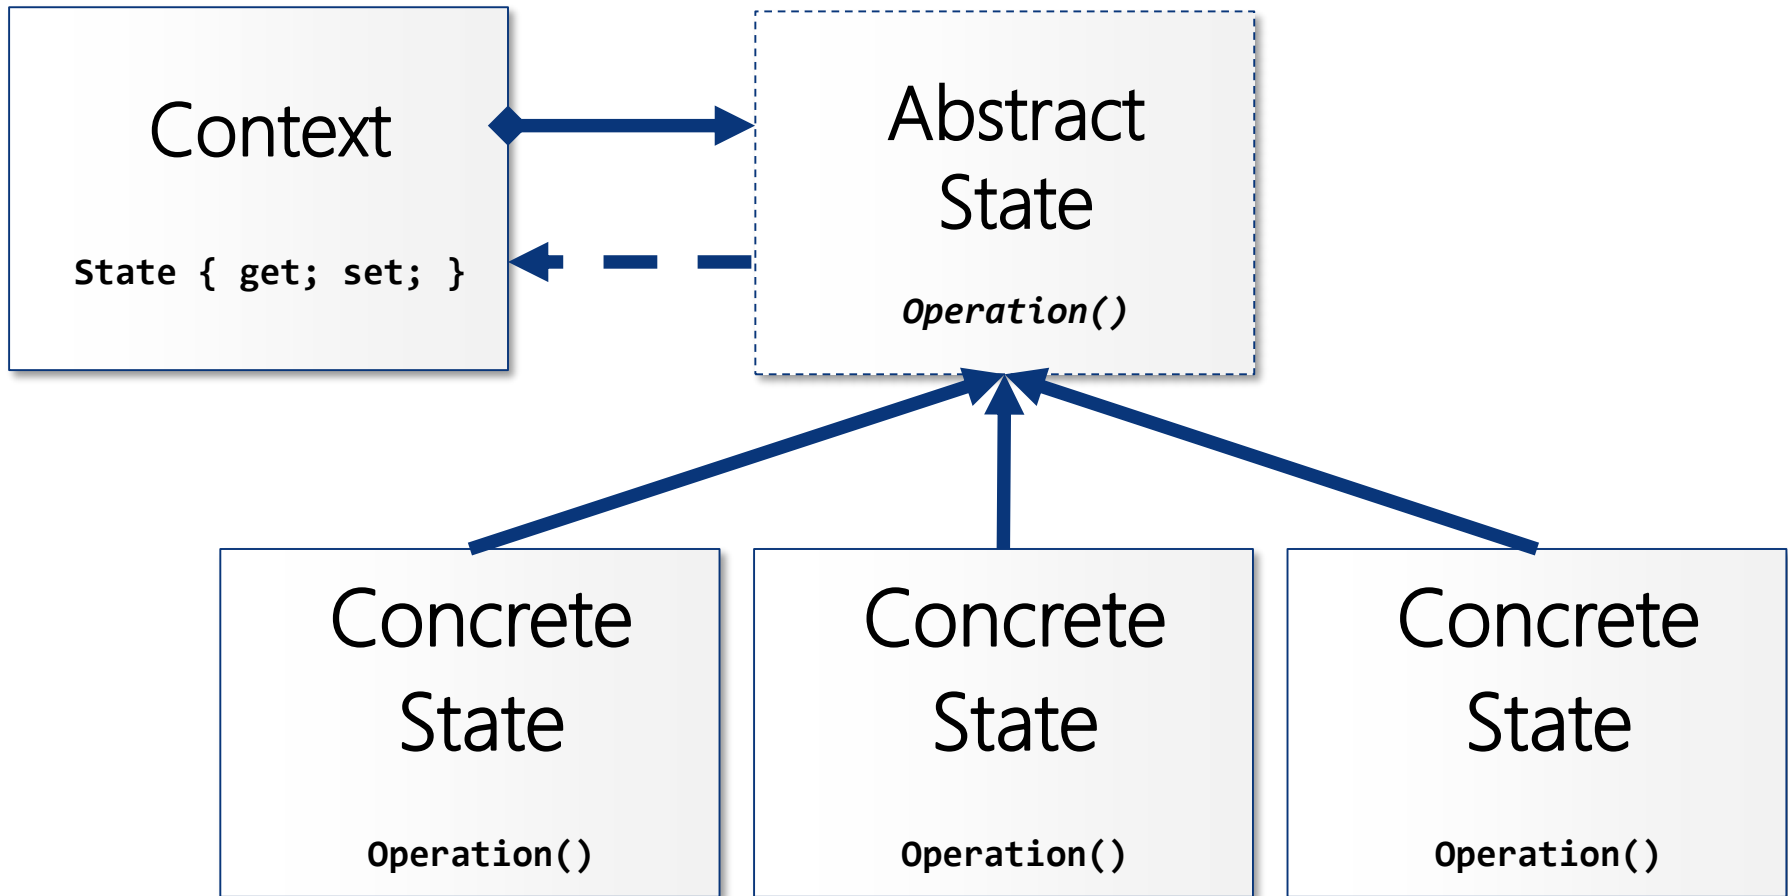 Context
State { get; set; }
Abstract
State
Operation()
Concrete
State
Operation()
Concrete
State
Operation()
Concrete
State
Operation()